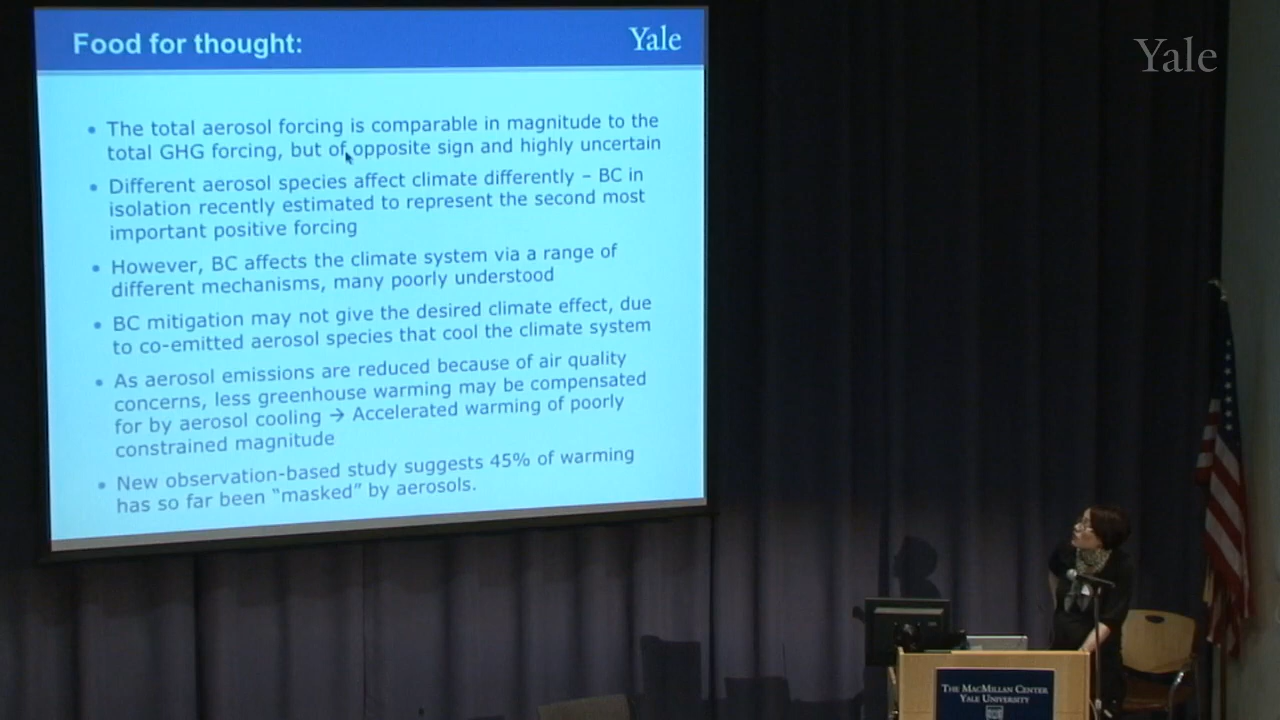 Food for thought:
Yale
Yale
• The total aerosol forcing is comparable in magnitude to the
total GHG forcing, but of opposite sign and highly uncertain
• Different aerosol species affect climate differently – BC in
isolation recently estimated to represent the second most
important positive forcing
• However, BC affects the climate system via a range of
different mechanisms, many poorly understood
• BC mitigation may not give the desired climate effect, due
to co-emitted aerosol species that cool the climate system
• As aerosol emissions are reduced because of air quality
concerns, less greenhouse warming may be compensated
for by aerosol cooling → Accelerated warming of poorly
constrained magnitude
• New observation-based study suggests 45% of warming
has so far been “masked” by aerosols.
THE MACMILLAN CENTER
YALE UNIVERSITY